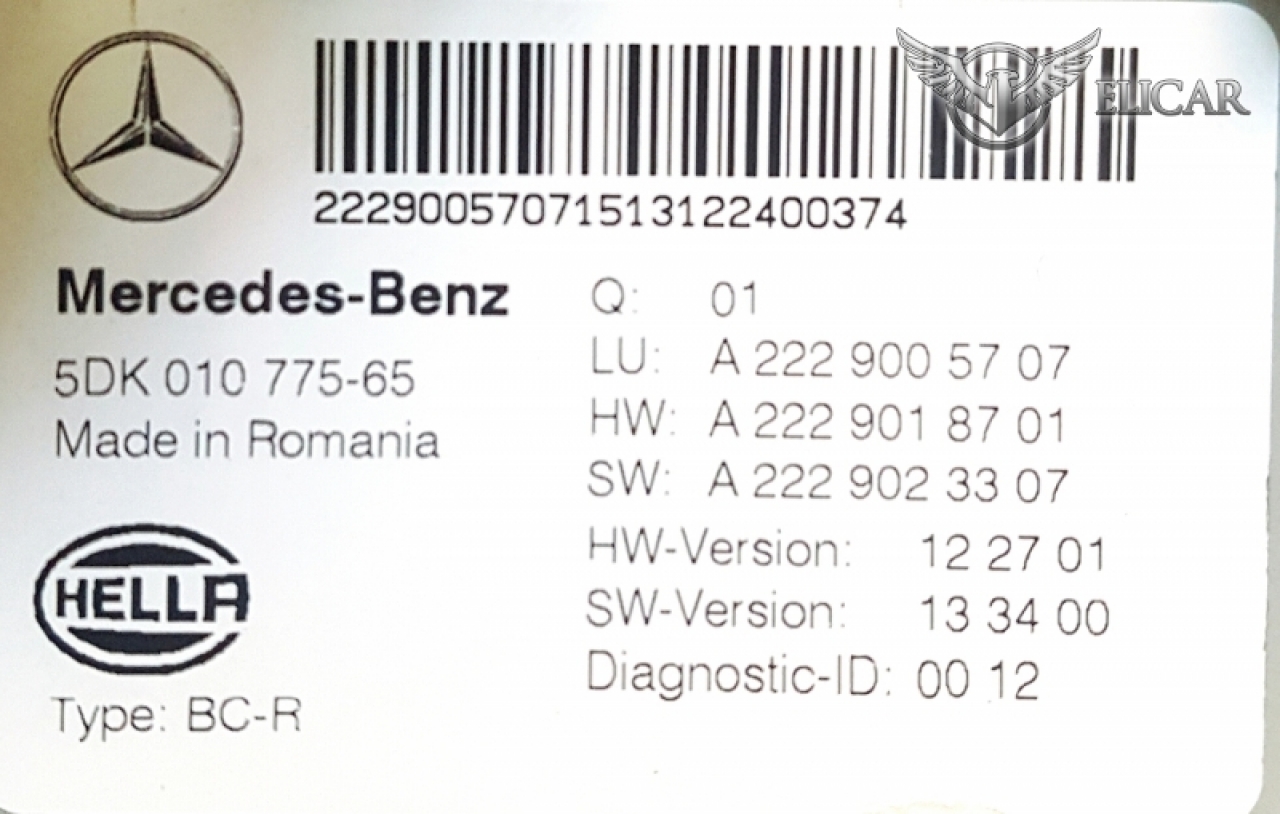 ELICAR
22290057071513122400374
Mercedes-Benz
5DK 010 775-65
Made in Romania
HELLA
Type: BC-R
Q: 01
LU: A 222 900 57 07
HW: A 222 901 87 01
SW: A 222 902 33 07
HW-Version: 12 27 01
SW-Version: 13 34 00
Diagnostic-ID: 00 12